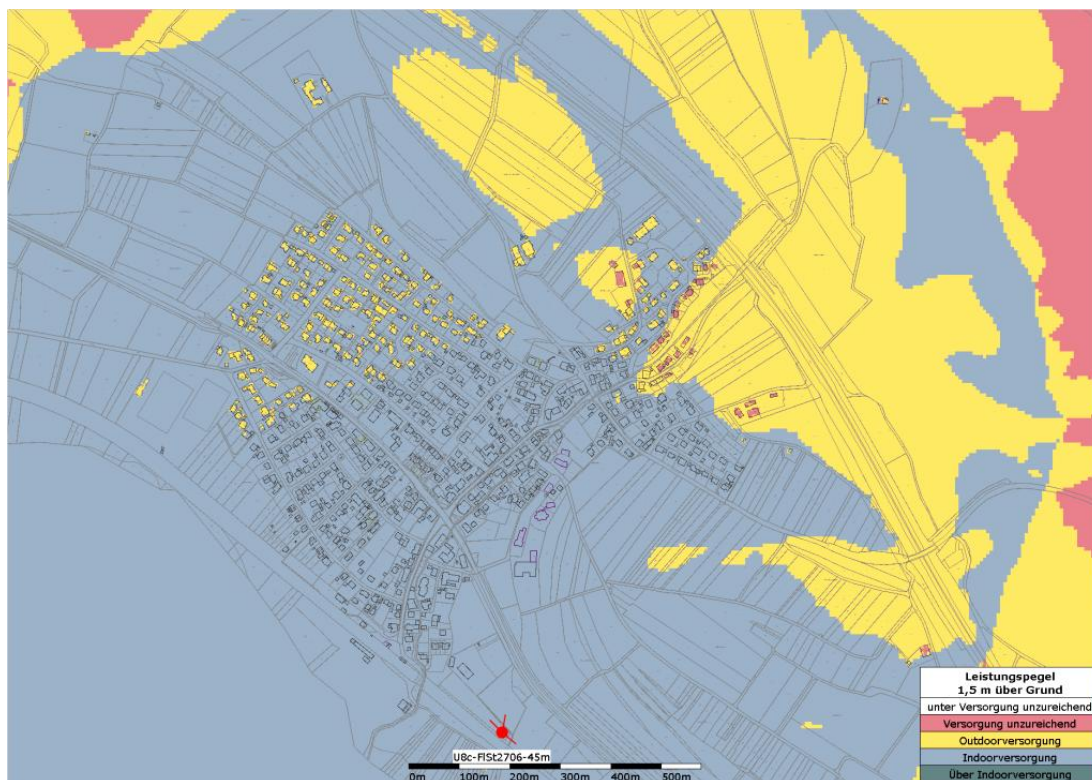 U8c-FlSt2706-45m
0m 100m 200m 300m 400m 500m
Leistungspegel
1,5 m über Grund
unter Versorgung unzureichend
Versorgung unzureichend
Outdoorversorgung
Indoorversorgung
Über Indoorversorgung